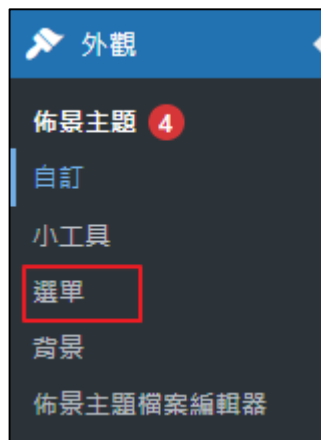 外觀
佈景主題 4
自訂
小工具
選單
背景
佈景主題檔案編輯器